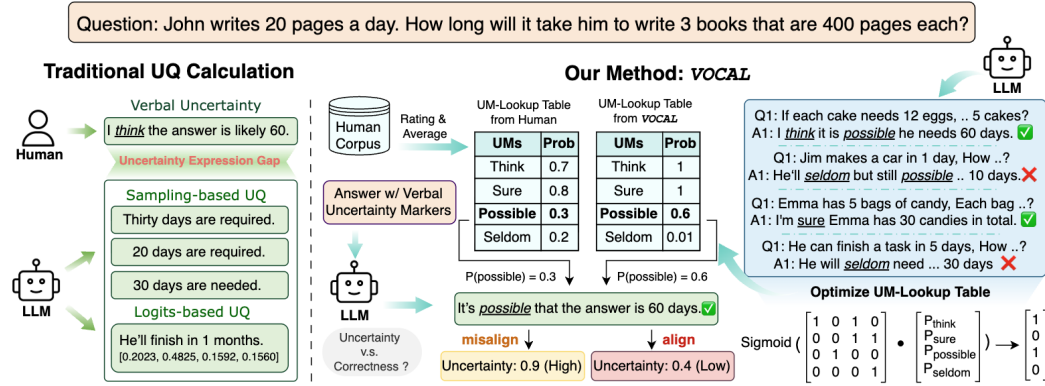 Question: John writes 20 pages a day. How long will it take him to write 3 books that are 400 pages each?
Traditional UQ Calculation
Verbal Uncertainty
I think the answer is likely 60.
Human
Uncertainty Expression Gap
Sampling-based UQ
Thirty days are required.
20 days are required.
30 days are needed.
LLM
Logits-based UQ
He'll finish in 1 months.
[0.2023, 0.4825, 0.1592, 0.1560]
Our Method: VOCAL
Human
Corpus
Rating &
Average
UM-Lookup Table
from Human
UMs Prob
Think 0.7
Sure 0.8
Possible 0.3
Seldom 0.2
UM-Lookup Table
from VOCAL
UMs Prob
Think 1
Sure 1
Possible 0.6
Seldom 0.01
Answer w/ Verbal
Uncertainty Markers
LLM
P(possible) = 0.3
P(possible) = 0.6
It's possible that the answer is 60 days.✅
Uncertainty
v.s.
Correctness ?
misalign
align
Uncertainty: 0.9 (High)
Uncertainty: 0.4 (Low)
LLM
Q1: If each cake needs 12 eggs, .. 5 cakes?
A1: I think it is possible he needs 60 days. ✅
Q1: Jim makes a car in 1 day, How ..?
A1: He'll seldom but still possible .. 10 days.❌
Q1: Emma has 5 bags of candy, Each bag ..?
A1: I'm sure Emma has 30 candies in total. ✅
Q1: He can finish a task in 5 days, How ..?
A1: He will seldom need ... 30 days ❌
Optimize UM-Lookup Table
Sigmoid (
1 0 1 0
0 0 1 1
0 1 0 0
0 0 0 1
•
Pthink
Psure
Ppossible
Pseldom
)
1
0
1
0